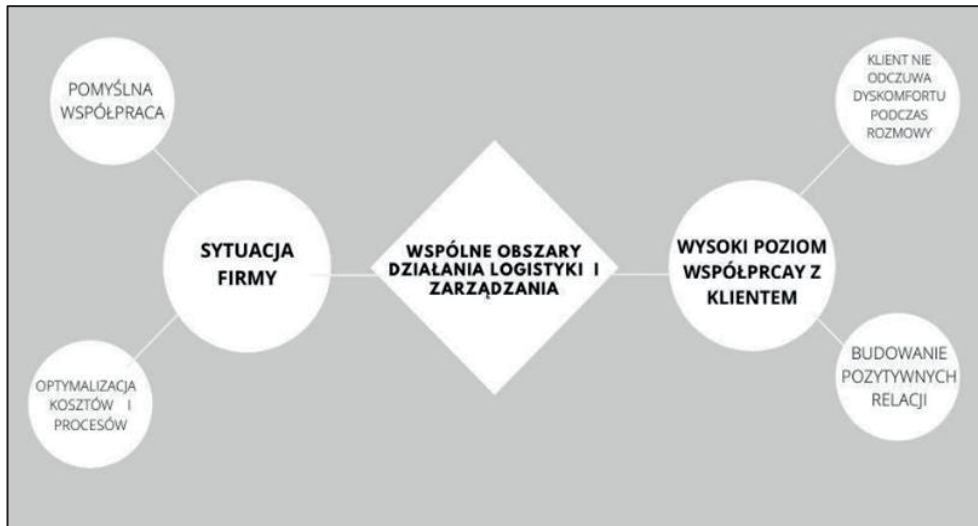 POMYŚLNA
WSPÓŁPRACA
SYTUACJA
FIRMY
OPTYMALIZACJA
KOSZTÓW I
PROCESÓW
WSPÓLNE OBSZARY
DZIAŁANIA LOGISTYKI I
ZARZĄDZANIA
KLIENT NIE
ODCZUWA
DYSKOMFORTU
PODCZAS
ROZMOWY
WYSOKI POZIOM
WSPÓŁPRCAY Z
KLIENTEM
BUDOWANIE
POZYTYWNYCH
RELACJI